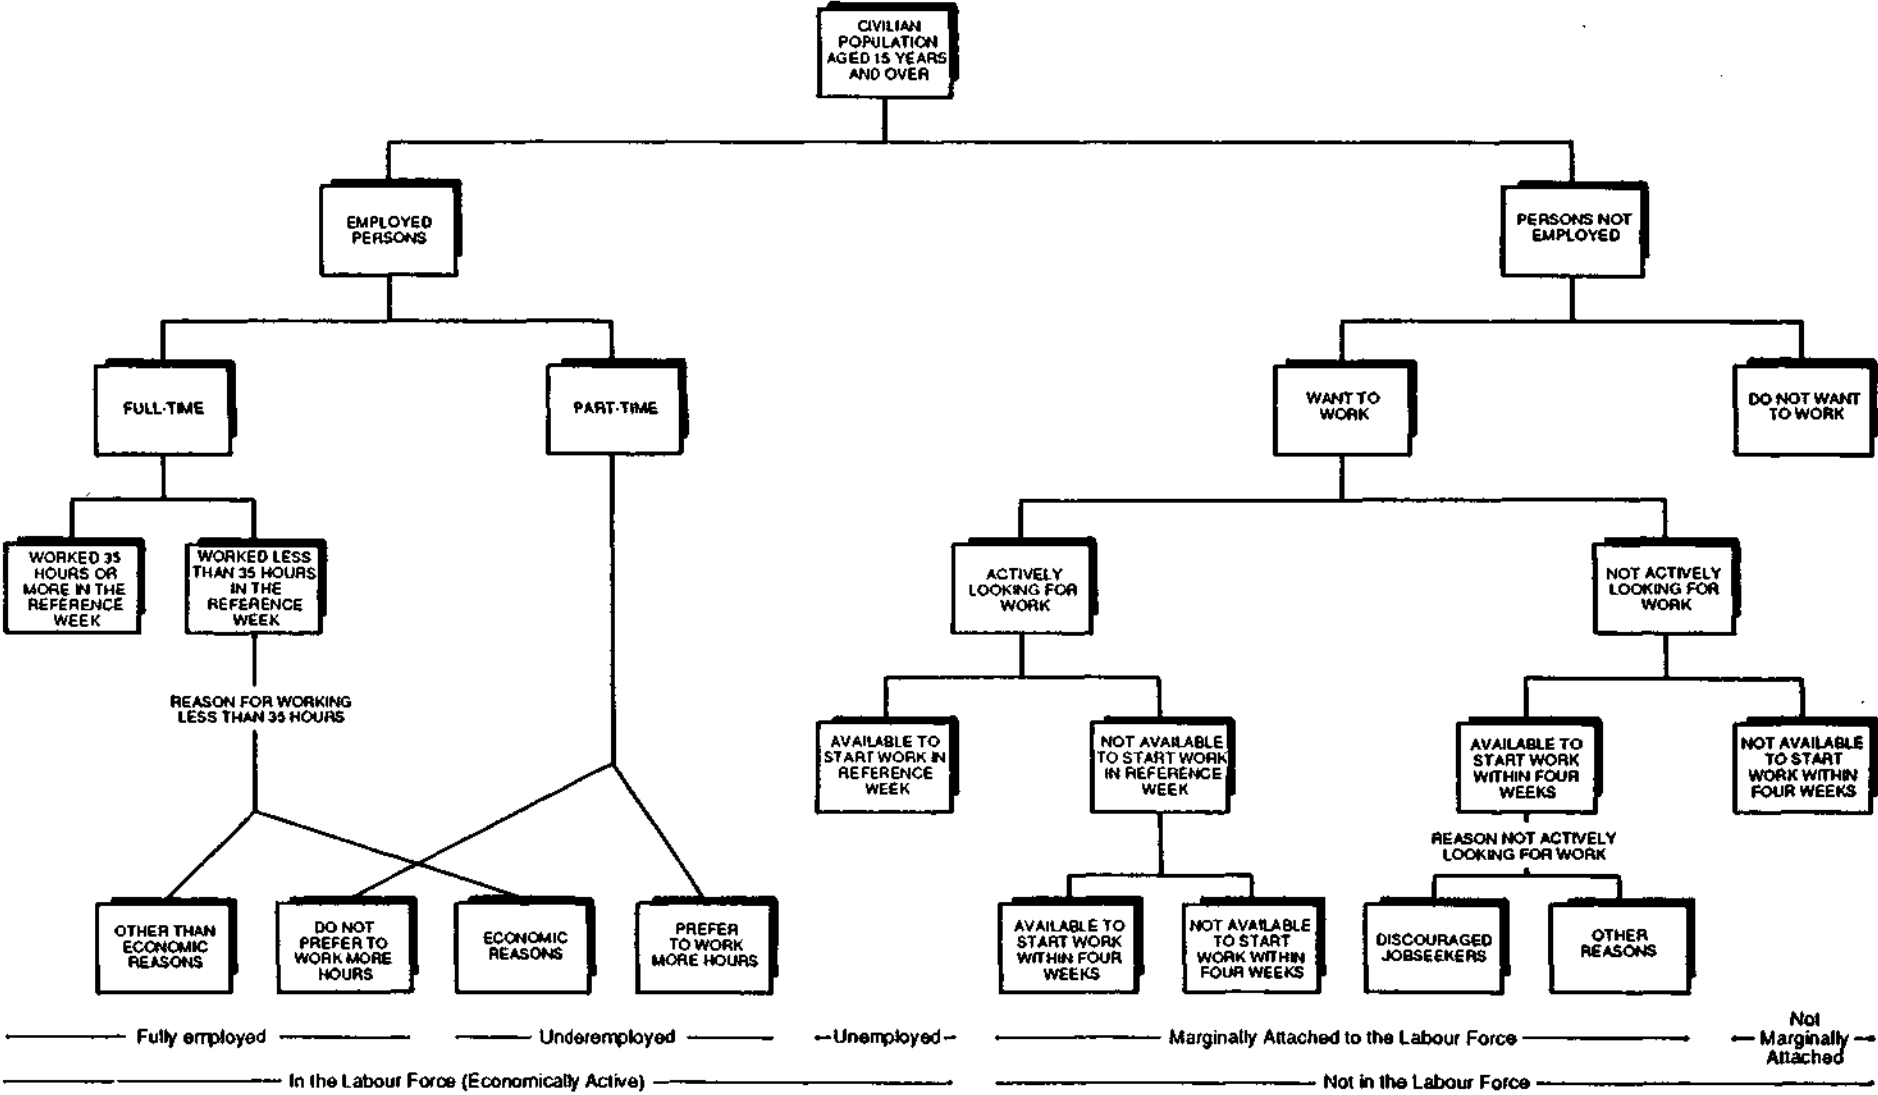 CIVILIAN
POPULATION
AGED 15 YEARS
AND OVER
EMPLOYED
PERSONS
PERSONS NOT
EMPLOYED
FULL-TIME
PART-TIME
WANT TO
WORK
DO NOT WANT
TO WORK
WORKED 35
HOURS OR
MORE IN THE
REFERENCE
WEEK
WORKED LESS
THAN 35 HOURS
IN THE
REFERENCE
WEEK
ACTIVELY
LOOKING FOR
WORK
NOT ACTIVELY
LOOKING FOR
WORK
REASON FOR WORKING
LESS THAN 35 HOURS
AVAILABLE TO
START WORK IN
REFERENCE
WEEK
NOT AVAILABLE
TO START WORK
IN REFERENCE
WEEK
AVAILABLE TO
START WORK
WITHIN FOUR
WEEKS
NOT AVAILABLE
TO START
WORK WITHIN
FOUR WEEKS
REASON NOT ACTIVELY
LOOKING FOR WORK
OTHER THAN
ECONOMIC
REASONS
DO NOT
PREFER TO
WORK MORE
HOURS
ECONOMIC
REASONS
PREFER
TO WORK
MORE HOURS
AVAILABLE TO
START WORK
WITHIN FOUR
WEEKS
NOT AVAILABLE
TO START
WORK WITHIN
FOUR WEEKS
DISCOURAGED
JOBSEEKERS
OTHER
REASONS
Fully employed
Underemployed
Unemployed
Marginally Attached to the Labour Force
Not
Marginally
Attached
In the Labour Force (Economically Active)
Not in the Labour Force